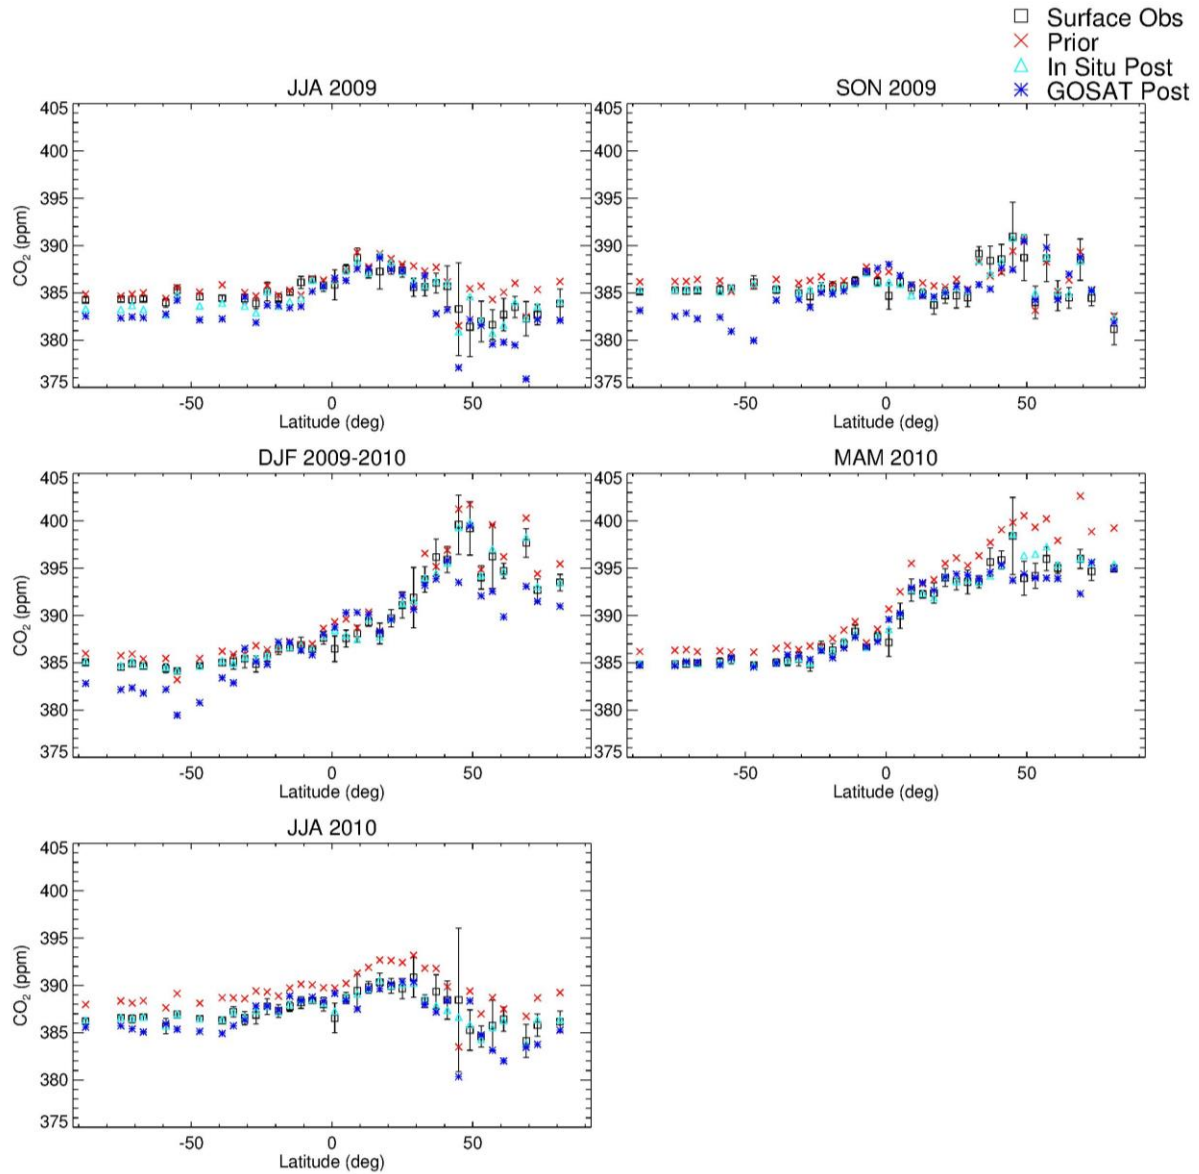 Surface Obs
Prior
In Situ Post
GOSAT Post
JJA 2009
405
400
395
390
385
380
375
CO₂ (ppm)
-50 0 50
Latitude (deg)
SON 2009
405
400
395
390
385
380
375
-50 0 50
Latitude (deg)
DJF 2009-2010
405
400
395
390
385
380
375
CO₂ (ppm)
-50 0 50
Latitude (deg)
MAM 2010
405
400
395
390
385
380
375
-50 0 50
Latitude (deg)
JJA 2010
405
400
395
390
385
380
375
CO₂ (ppm)
-50 0 50
Latitude (deg)